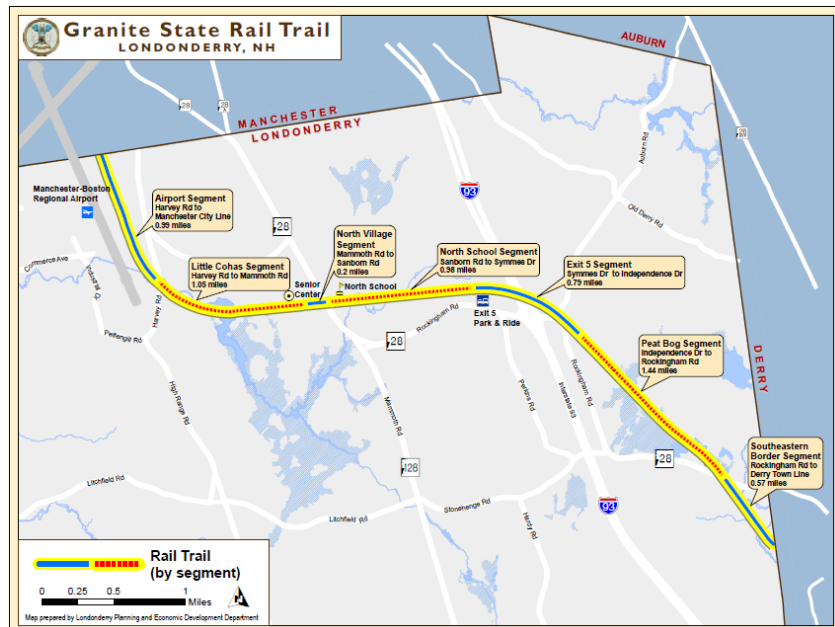 Granite State Rail Trail
LONDONDERRY, NH
AUBURN
MANCHESTER
LONDONDERRY
28
28
A
28
93
Auburn Rd
Manchester-Boston
Regional Airport
Airport Segment
Harvey Rd to
Manchester City Line
0.99 miles
Old Derry Rd
28
North Village
Segment
Mammoth Rd to
Sanborn Rd
0.2 miles
North School Segment
Sanborn Rd to Symmes Dr
0.98 miles
Exit 5 Segment
Symmes Dr to Independence Dr
0.79 miles
Commerce Ave
Industrial Dr
Little Cohas Segment
Harvey Rd to Mammoth Rd
1.05 miles
Senior
Center
North School
Harvey Rd
Pettengill Rd
Rockingham Rd
Exit 5
Park & Ride
28
Peat Bog Segment
Independence Dr to
Rockingham Rd
1.44 miles
DERRY
High Range Rd
Mammoth Rd
Perkins Rd
Interstate 93
Rockingham Rd
Southeastern
Border Segment
Rockingham Rd to
Derry Town Line
0.57 miles
28
128
Litchfield Rd
Litchfield Rd
Stonehenge Rd
Hardy Rd
93
Rail Trail
(by segment)
0 0.25 0.5 1
Miles
N
Map prepared by Londonderry Planning and Economic Development Department